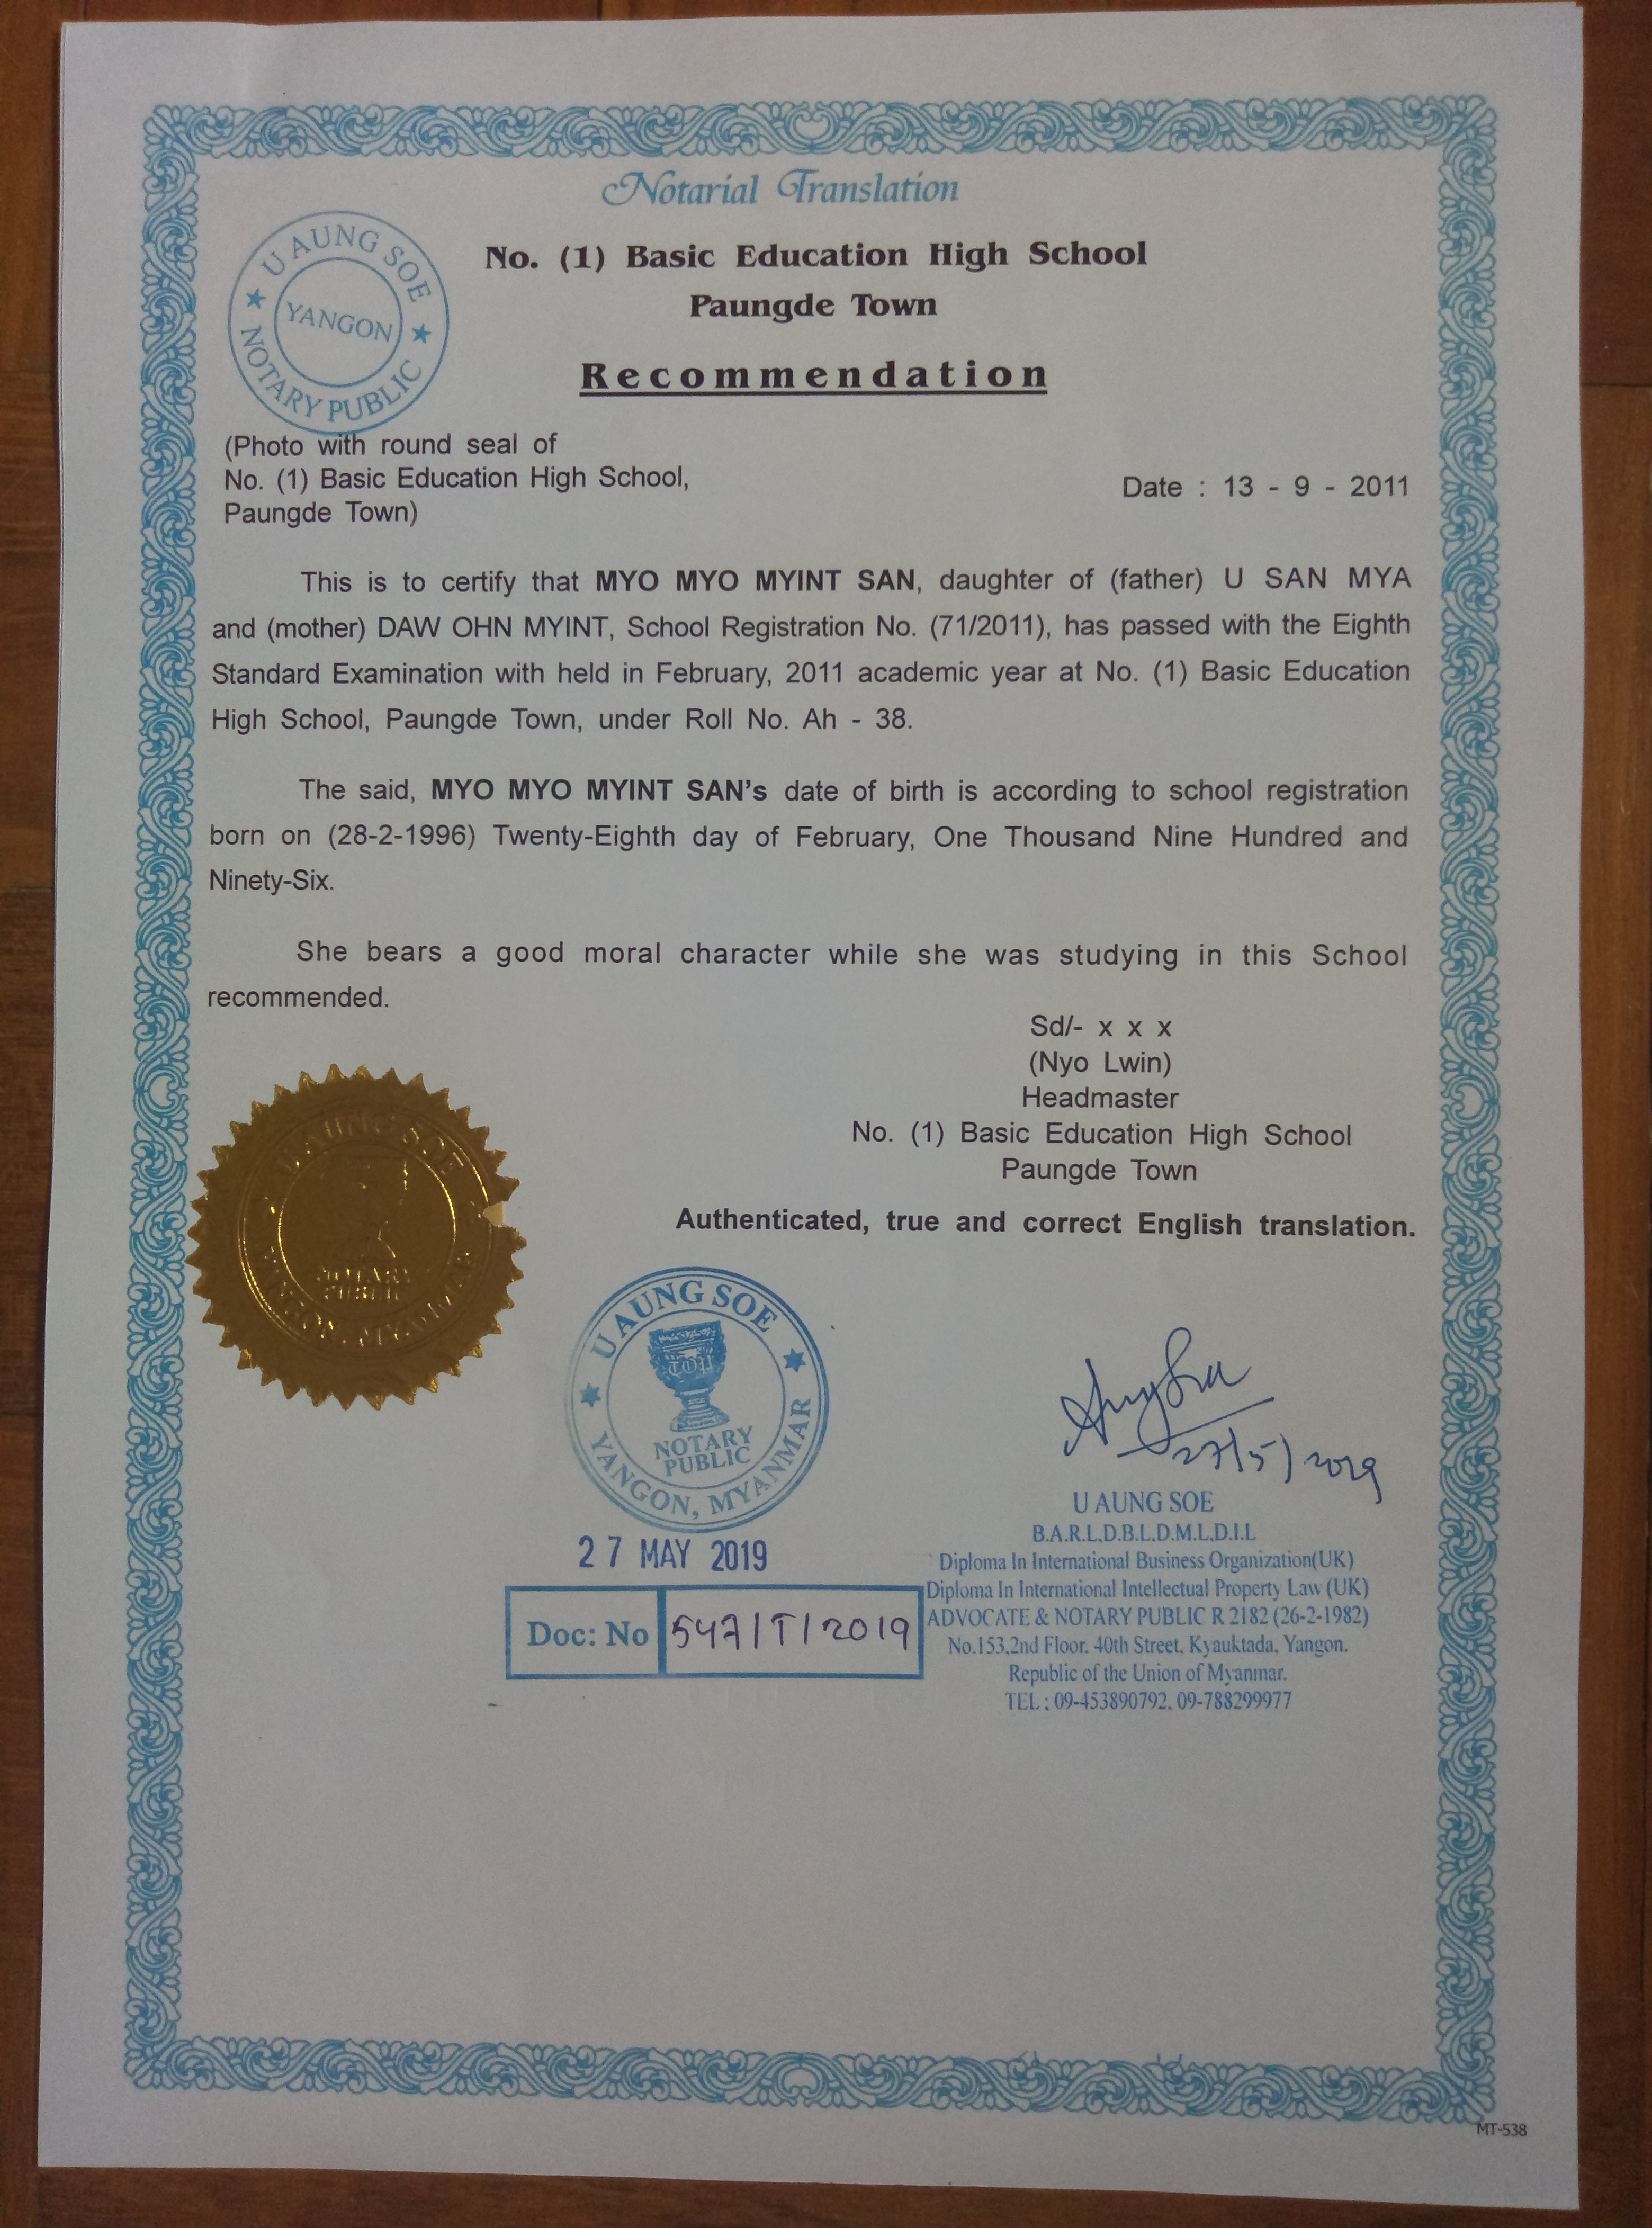 Notarial Translation
U AUNG SOE
YANGON
NOTARY PUBLIC
No. (1) Basic Education High School
Paungde Town
Recommendation
(Photo with round seal of
No. (1) Basic Education High School,
Paungde Town)
Date : 13 - 9 - 2011
This is to certify that MYO MYO MYINT SAN, daughter of (father) U SAN MYA
and (mother) DAW OHN MYINT, School Registration No. (71/2011), has passed with the Eighth
Standard Examination with held in February, 2011 academic year at No. (1) Basic Education
High School, Paungde Town, under Roll No. Ah - 38.
The said, MYO MYO MYINT SAN's date of birth is according to school registration
born on (28-2-1996) Twenty-Eighth day of February, One Thousand Nine Hundred and
Ninety-Six.
She bears a good moral character while she was studying in this School
recommended.
Sd/- x x x
(Nyo Lwin)
Headmaster
No. (1) Basic Education High School
Paungde Town
Authenticated, true and correct English translation.
U AUNG SOE
NOTARY
PUBLIC
YANGON, MYANMAR
U AUNG SOE
NOTARY
PUBLIC
YANGON, MYANMAR
27/5/2019
27 MAY 2019
Doc: No 547/T/2019
U AUNG SOE
B.A.R.L,D.B.L,D.M.L,D.I.L
Diploma In International Business Organization(UK)
Diploma In International Intellectual Property Law (UK)
ADVOCATE & NOTARY PUBLIC R 2182 (26-2-1982)
No.153,2nd Floor, 40th Street, Kyauktada, Yangon.
Republic of the Union of Myanmar.
TEL : 09-453890792, 09-788299977
MT-538